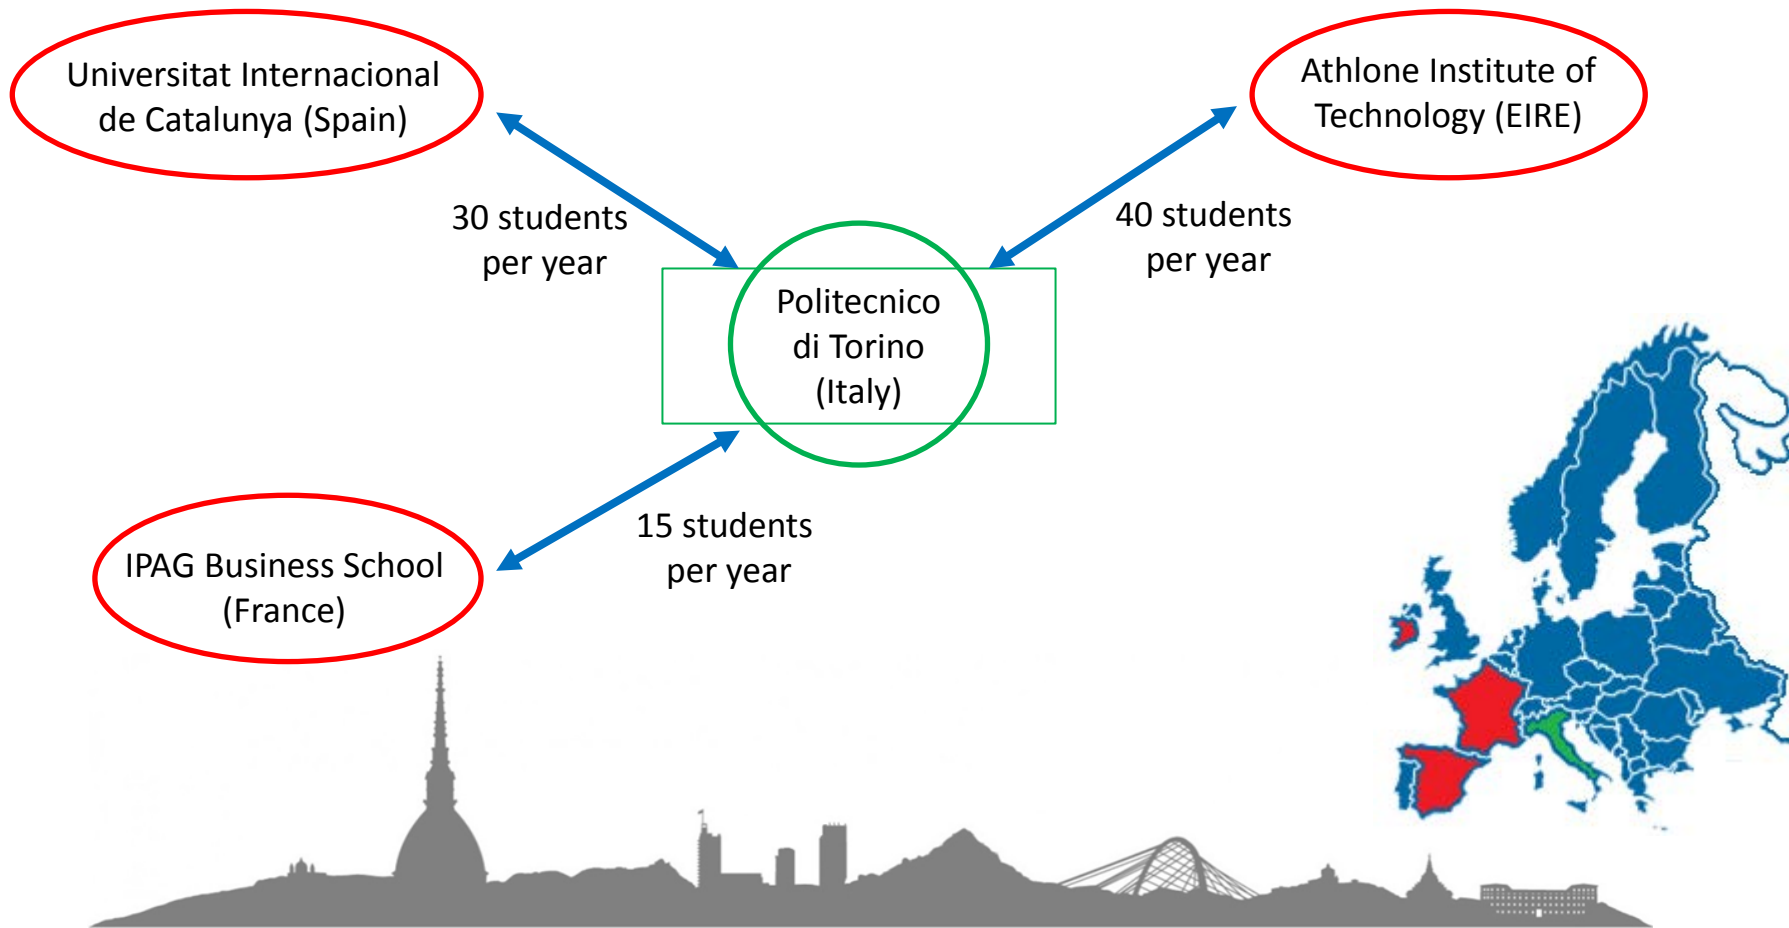 Universitat Internacional
de Catalunya (Spain)
Athlone Institute of
Technology (EIRE)
30 students
per year
40 students
per year
Politecnico
di Torino
(Italy)
15 students
per year
IPAG Business School
(France)